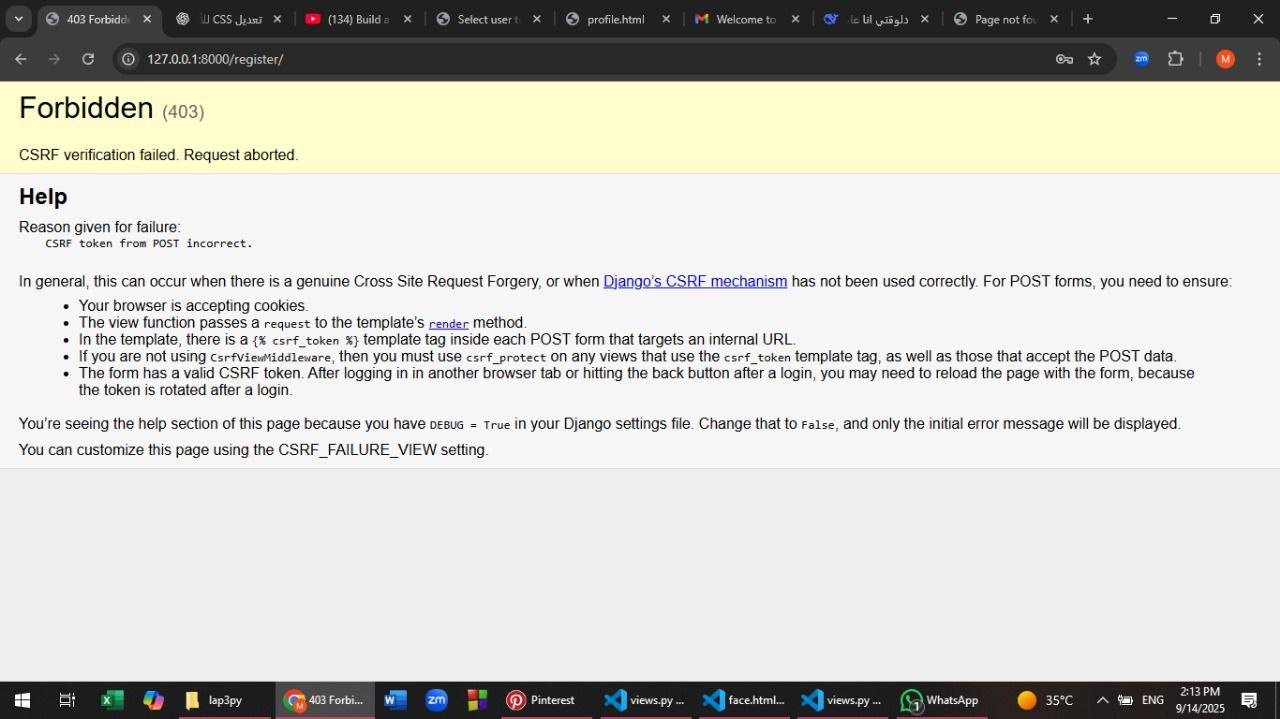 403 Forbidde
تعديل CSS لل
(134) Build a
Select user t
profile.html
Welcome to
دلوقتي انا عا
Page not fou
127.0.0.1:8000/register/
zm
M
Forbidden (403)
CSRF verification failed. Request aborted.
Help
Reason given for failure:
CSRF token from POST incorrect.
In general, this can occur when there is a genuine Cross Site Request Forgery, or when Django's CSRF mechanism has not been used correctly. For POST forms, you need to ensure:
• Your browser is accepting cookies.
• The view function passes a request to the template's render method.
• In the template, there is a {% csrf_token %} template tag inside each POST form that targets an internal URL.
• If you are not using CsrfViewMiddleware, then you must use csrf_protect on any views that use the csrf_token template tag, as well as those that accept the POST data.
• The form has a valid CSRF token. After logging in in another browser tab or hitting the back button after a login, you may need to reload the page with the form, because
the token is rotated after a login.
You're seeing the help section of this page because you have DEBUG = True in your Django settings file. Change that to False, and only the initial error message will be displayed.
You can customize this page using the CSRF_FAILURE_VIEW setting.
lap3py
403 Forbi...
zm
Pinterest
views.py ...
face.html...
views.py ...
1
WhatsApp
35°C
ENG
2:13 PM
9/14/2025